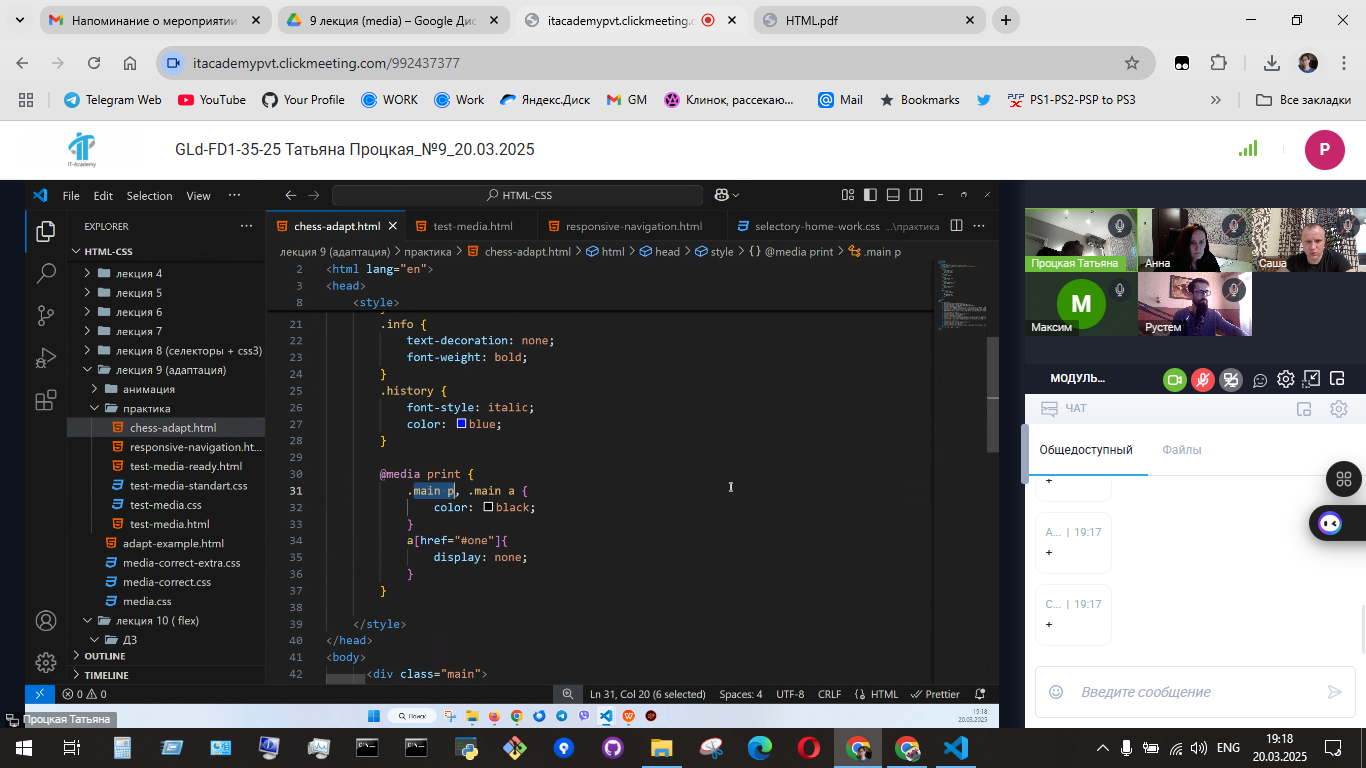 Напоминание о мероприятии
9 лекция (media) – Google Дис
itacademypvt.clickmeeting.c
HTML.pdf
itacademypvt.clickmeeting.com/992437377
Telegram Web
YouTube
Your Profile
WORK
Work
Яндекс.Диск
GM
Клинок, рассекаю...
Mail
Bookmarks
PS1-PS2-PSP to PS3
Все закладки
IT-Academy
GLd-FD1-35-25 Татьяна Процкая_№9_20.03.2025
P
File Edit Selection View ...
HTML-CSS
EXPLORER
HTML-CSS
лекция 4
лекция 5
лекция 6
лекция 7
лекция 8 (селекторы + css3)
лекция 9 (адаптация)
анимация
практика
chess-adapt.html
responsive-navigation.ht...
test-media-ready.html
test-media-standart.css
test-media.css
test-media.html
adapt-example.html
media-correct-extra.css
media-correct.css
media.css
лекция 10 ( flex)
ДЗ
OUTLINE
TIMELINE
chess-adapt.html
test-media.html
responsive-navigation.html
selectory-home-work.css ...\практика
лекция 9 (адаптация) > практика > chess-adapt.html > html > head > style > {} @media print > .main p
2 <html lang="en">
3 <head>
8 <style>
21 .info {
22 text-decoration: none;
23 font-weight: bold;
24 }
25 .history {
26 font-style: italic;
27 color: blue;
28 }
29
30 @media print {
31 .main p, .main a {
32 color: black;
33 }
34 a[href="#one"]{
35 display: none;
36 }
37 }
38
39 </style>
40 </head>
41 <body>
42 <div class="main">
0 0
Ln 31, Col 20 (6 selected)
Spaces: 4
UTF-8
CRLF
HTML
Prettier
Процкая Татьяна
Поиск
15:18
20.03.2025
Процкая Татьяна
Анна
Саша
М
Максим
Рустем
МОДУЛЬ...
ЧАТ
Общедоступный
Файлы
+
А... | 19:17
+
С... | 19:17
+
Введите сообщение
ENG
19:18
20.03.2025